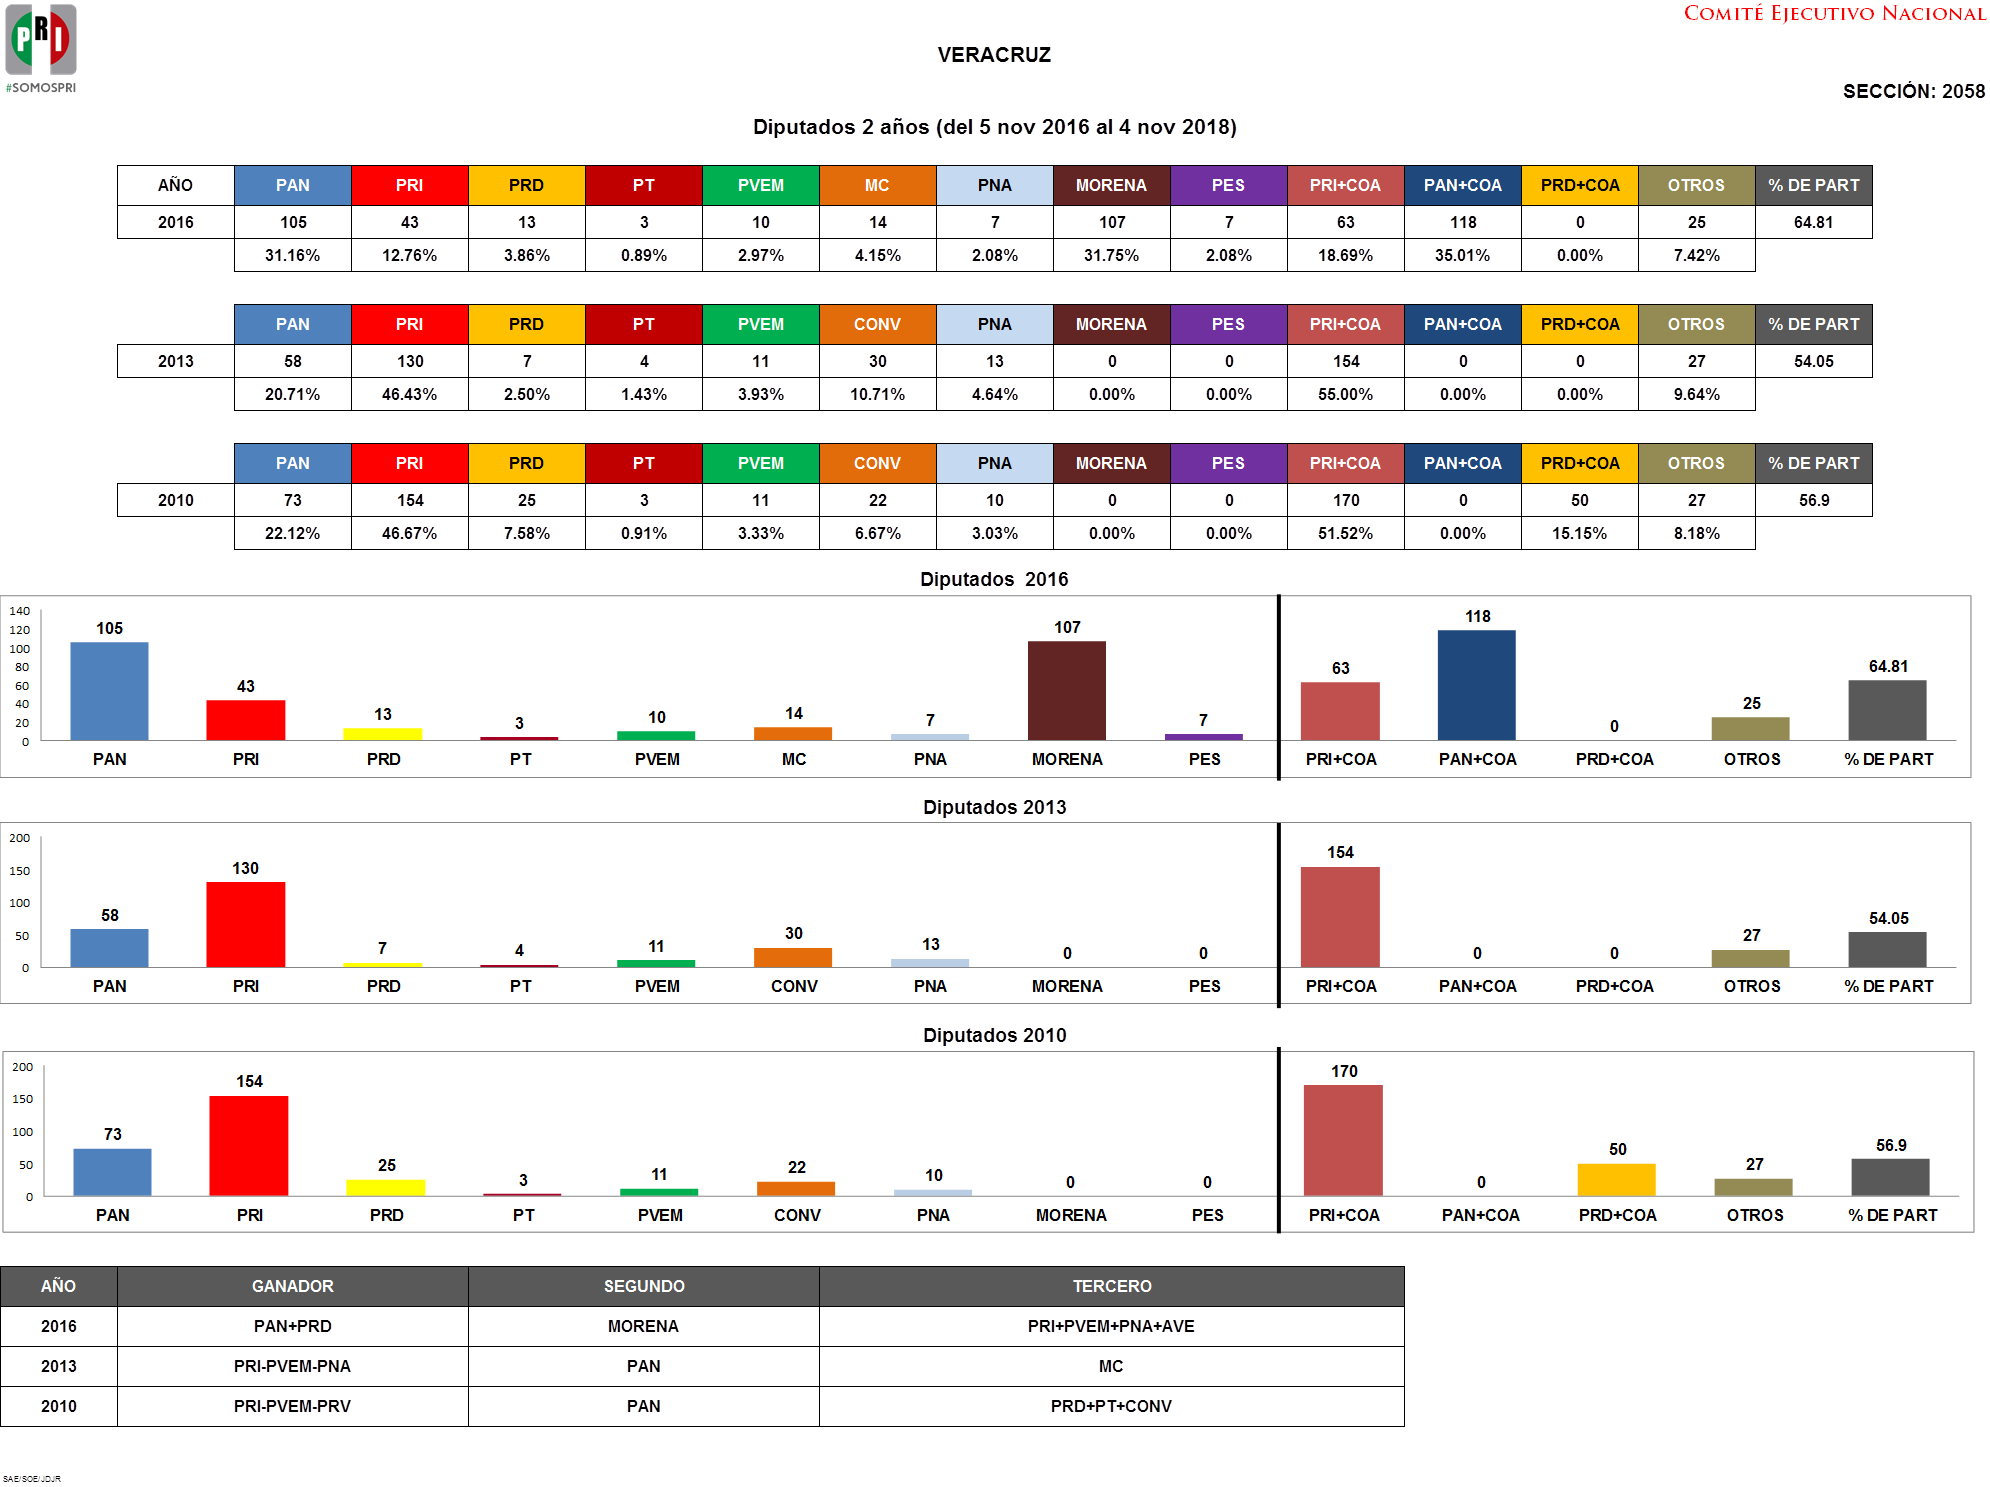 PRI
#SOMOSPRI
COMITÉ EJECUTIVO NACIONAL
VERACRUZ
SECCIÓN: 2058
Diputados 2 años (del 5 nov 2016 al 4 nov 2018)
AÑO PAN PRI PRD PT PVEM MC PNA MORENA PES PRI+COA PAN+COA PRD+COA OTROS % DE PART
2016 105 43 13 3 10 14 7 107 7 63 118 0 25 64.81
31.16% 12.76% 3.86% 0.89% 2.97% 4.15% 2.08% 31.75% 2.08% 18.69% 35.01% 0.00% 7.42%
PAN PRI PRD PT PVEM CONV PNA MORENA PES PRI+COA PAN+COA PRD+COA OTROS % DE PART
2013 58 130 7 4 11 30 13 0 0 154 0 0 27 54.05
20.71% 46.43% 2.50% 1.43% 3.93% 10.71% 4.64% 0.00% 0.00% 55.00% 0.00% 0.00% 9.64%
PAN PRI PRD PT PVEM CONV PNA MORENA PES PRI+COA PAN+COA PRD+COA OTROS % DE PART
2010 73 154 25 3 11 22 10 0 0 170 0 50 27 56.9
22.12% 46.67% 7.58% 0.91% 3.33% 6.67% 3.03% 0.00% 0.00% 51.52% 0.00% 15.15% 8.18%
Diputados  2016
140
120
100
80
60
40
20
0
105 43 13 3 10 14 7 107 7 63 118 0 25 64.81
PAN PRI PRD PT PVEM MC PNA MORENA PES PRI+COA PAN+COA PRD+COA OTROS % DE PART
Diputados 2013
200
150
100
50
0
58 130 7 4 11 30 13 0 0 154 0 0 27 54.05
PAN PRI PRD PT PVEM CONV PNA MORENA PES PRI+COA PAN+COA PRD+COA OTROS % DE PART
Diputados 2010
200
150
100
50
0
73 154 25 3 11 22 10 0 0 170 0 50 27 56.9
PAN PRI PRD PT PVEM CONV PNA MORENA PES PRI+COA PAN+COA PRD+COA OTROS % DE PART
AÑO GANADOR SEGUNDO TERCERO
2016 PAN+PRD MORENA PRI+PVEM+PNA+AVE
2013 PRI-PVEM-PNA PAN MC
2010 PRI-PVEM-PRV PAN PRD+PT+CONV
SAE/SOE/JDJR